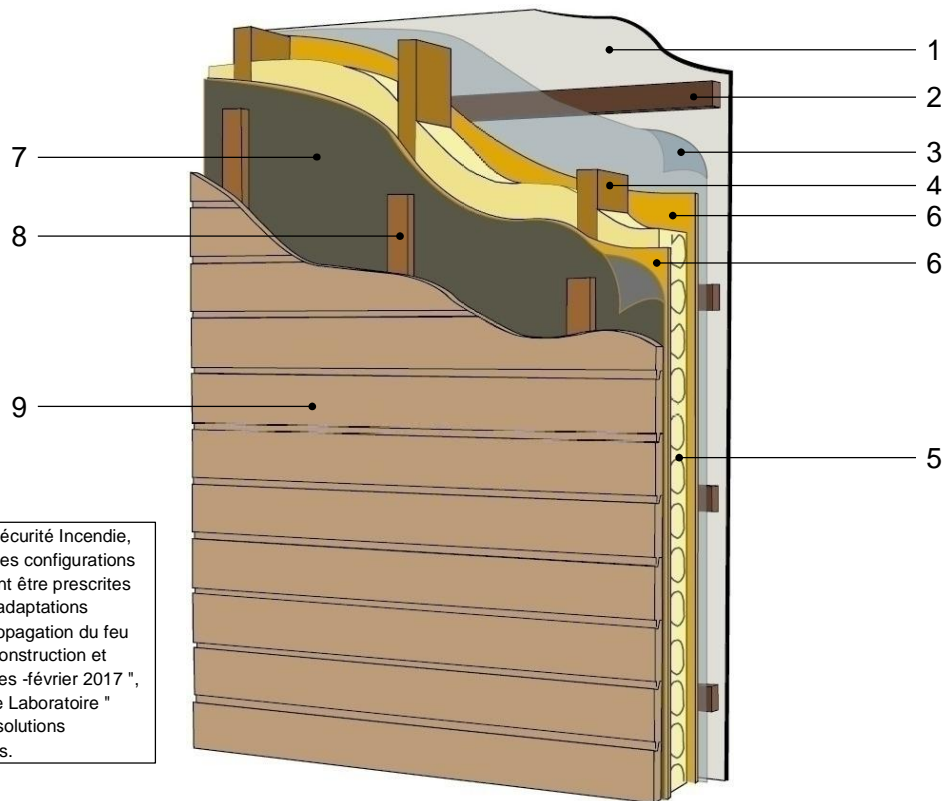 1
2
3
4
6
6
5
7
8
9
écurité Incendie,
es configurations
nt être prescrites
adaptations
opagation du feu
onstruction et
es -février 2017 ",
e Laboratoire "
solutions
s.